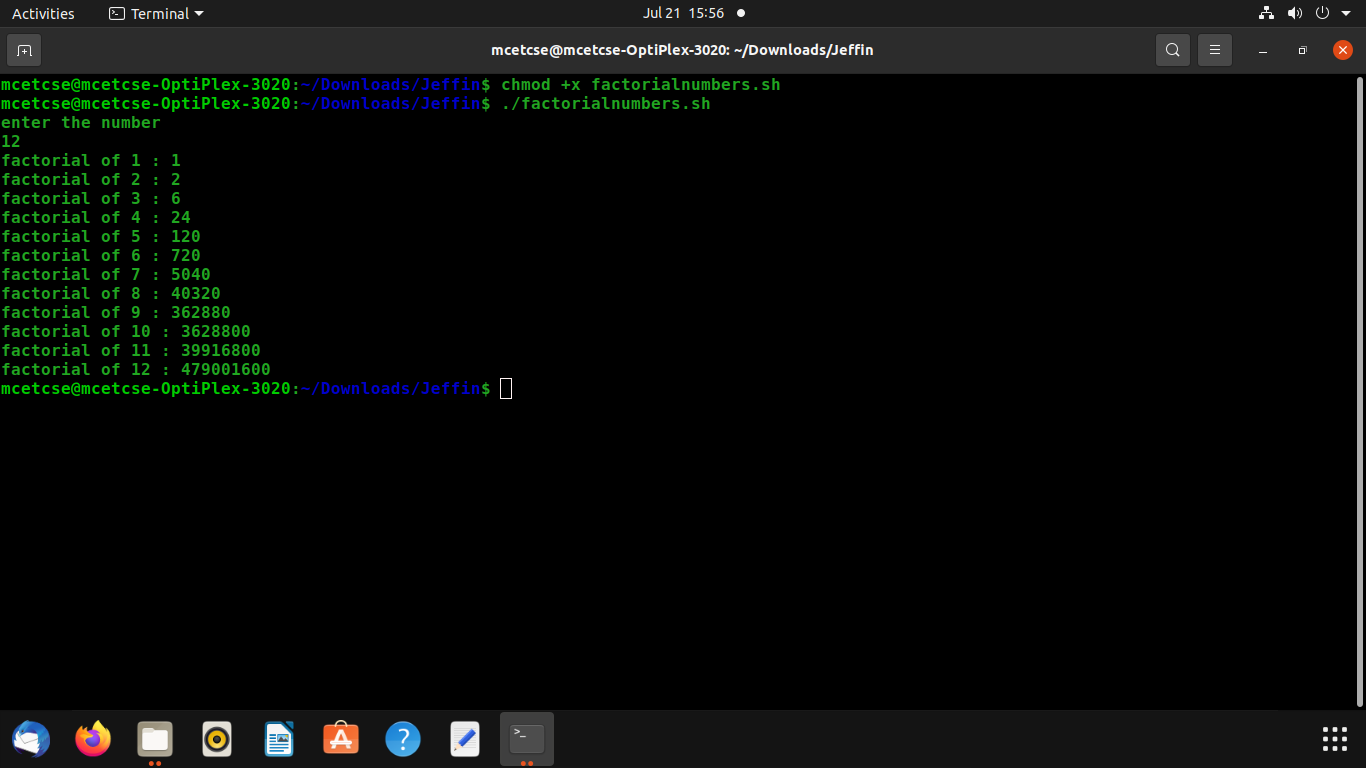 Activities
Terminal
Jul 21 15:56
mcetcse@mcetcse-OptiPlex-3020: ~/Downloads/Jeffin
mcetcse@mcetcse-OptiPlex-3020:~/Downloads/Jeffin$ chmod +x factorialnumbers.sh
mcetcse@mcetcse-OptiPlex-3020:~/Downloads/Jeffin$ ./factorialnumbers.sh
enter the number
12
factorial of 1 : 1
factorial of 2 : 2
factorial of 3 : 6
factorial of 4 : 24
factorial of 5 : 120
factorial of 6 : 720
factorial of 7 : 5040
factorial of 8 : 40320
factorial of 9 : 362880
factorial of 10 : 3628800
factorial of 11 : 39916800
factorial of 12 : 479001600
mcetcse@mcetcse-OptiPlex-3020:~/Downloads/Jeffin$